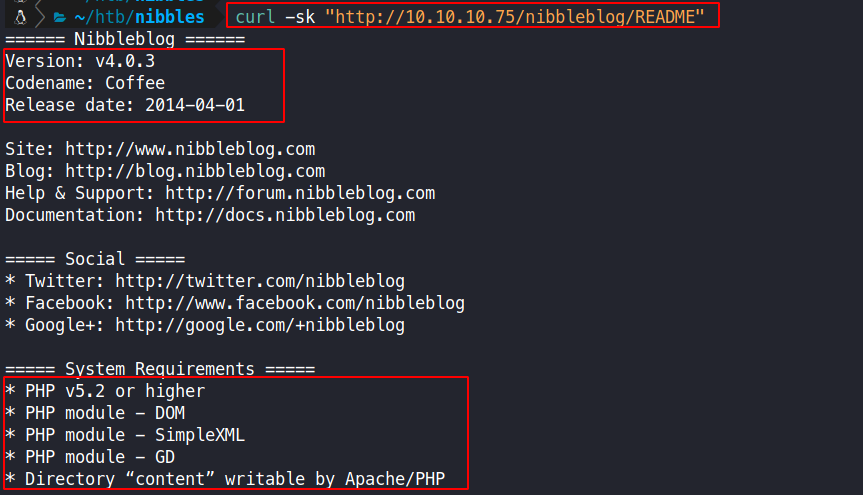 ~/htb/nibbles curl -sk "http://10.10.10.75/nibbleblog/README"
====== Nibbleblog ======
Version: v4.0.3
Codename: Coffee
Release date: 2014-04-01
Site: http://www.nibbleblog.com
Blog: http://blog.nibbleblog.com
Help & Support: http://forum.nibbleblog.com
Documentation: http://docs.nibbleblog.com
===== Social =====
* Twitter: http://twitter.com/nibbleblog
* Facebook: http://www.facebook.com/nibbleblog
* Google+: http://google.com/+nibbleblog
===== System Requirements =====
* PHP v5.2 or higher
* PHP module - DOM
* PHP module - SimpleXML
* PHP module - GD
* Directory “content” writable by Apache/PHP